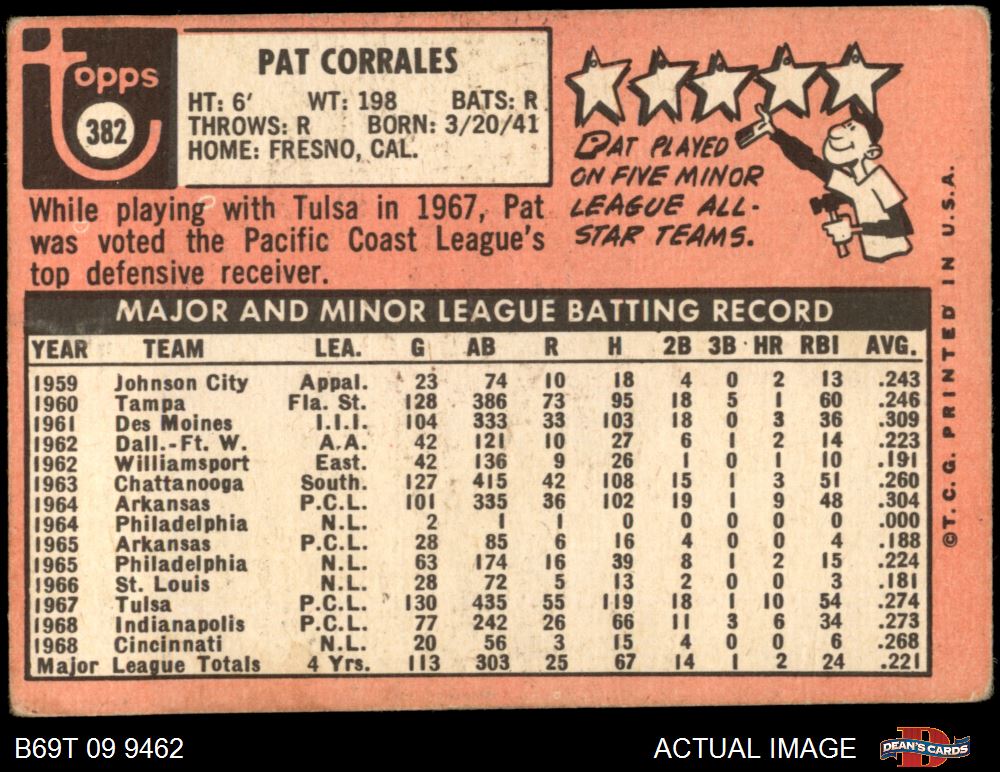 Topps
382
PAT CORRALES
HT: 6' WT: 198 BATS: R
THROWS: R BORN: 3/20/41
HOME: FRESNO, CAL.
While playing with Tulsa in 1967, Pat
was voted the Pacific Coast League's
top defensive receiver.
PAT PLAYED
ON FIVE MINOR
LEAGUE ALL-
STAR TEAMS.
MAJOR AND MINOR LEAGUE BATTING RECORD
YEAR TEAM LEA. G AB R H 2B 3B HR RBI AVG.
1959 Johnson City Appal. 23 74 10 18 4 0 2 13 .243
1960 Tampa Fla. St. 128 386 73 95 18 5 1 60 .246
1961 Des Moines I.I.I. 104 333 33 103 18 0 3 36 .309
1962 Dall.-Ft. W. A.A. 42 121 10 27 6 1 2 14 .223
1962 Williamsport East. 42 136 9 26 1 0 1 10 .191
1963 Chattanooga South. 127 415 42 108 15 1 3 51 .260
1964 Arkansas P.C.L. 101 335 36 102 19 1 9 48 .304
1964 Philadelphia N.L. 2 1 1 0 0 0 0 0 .000
1965 Arkansas P.C.L. 28 85 6 16 4 0 0 4 .188
1965 Philadelphia N.L. 63 174 16 39 8 1 2 15 .224
1966 St. Louis N.L. 28 72 5 13 2 0 0 3 .181
1967 Tulsa P.C.L. 130 435 55 119 18 1 10 54 .274
1968 Indianapolis P.C.L. 77 242 26 66 11 3 6 34 .273
1968 Cincinnati N.L. 20 56 3 15 4 0 0 6 .268
Major League Totals 4 Yrs. 113 303 25 67 14 1 2 24 .221
©T.C.G. PRINTED IN U.S.A.
B69T 09 9462 ACTUAL IMAGE
D
DEAN'S CARDS